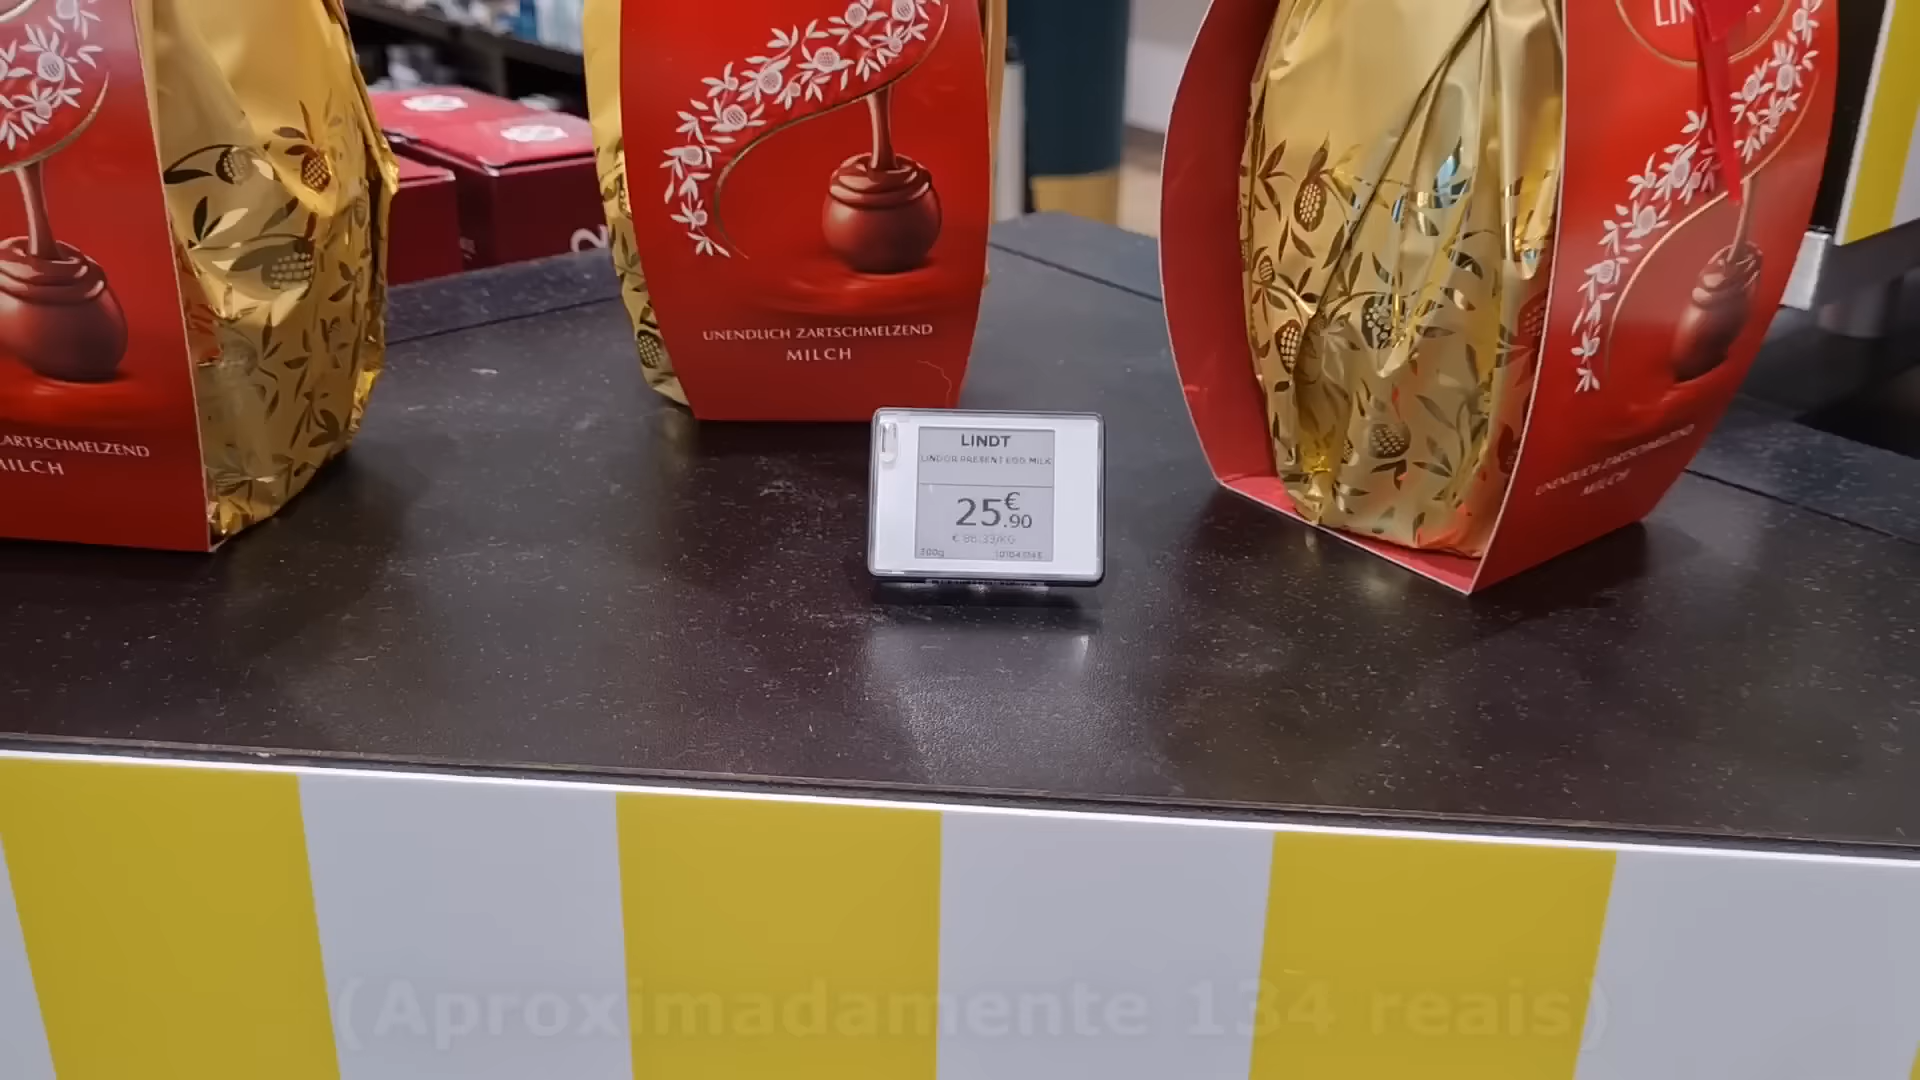 UNENDLICH ZARTSCHMELZEND
MILCH
ARTSCHMELZEND
MILCH
UNENDLICH ZARTSCHMELZEND
MILCH
LINDT
LINDOR PRESENT EGG MILK
25€.90
€ 86.33/KG
300g
(Aproximadamente 134 reais)